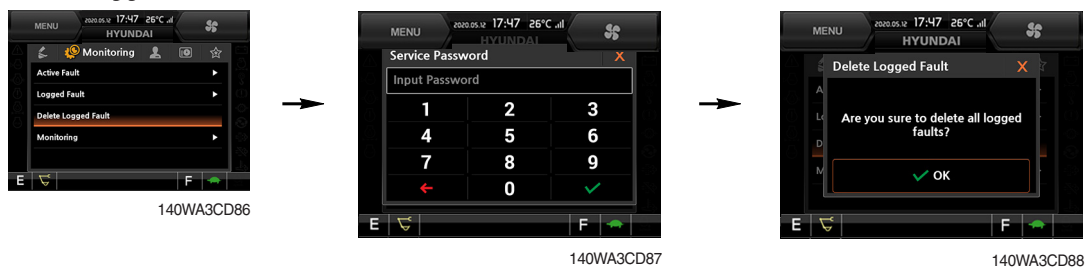 MENU
2020.05.12 17:47 26°C
HYUNDAI
Monitoring
Active Fault
Logged Fault
Delete Logged Fault
Monitoring
E
F
140WA3CD86
MENU
2020.05.12 17:47 26°C
HYUNDAI
Service Password X
Input Password
1 2 3
4 5 6
7 8 9
0
E F
140WA3CD87
MENU
2020.05.12 17:47 26°C
HYUNDAI
Delete Logged Fault X
Are you sure to delete all logged
faults?
OK
E F
140WA3CD88